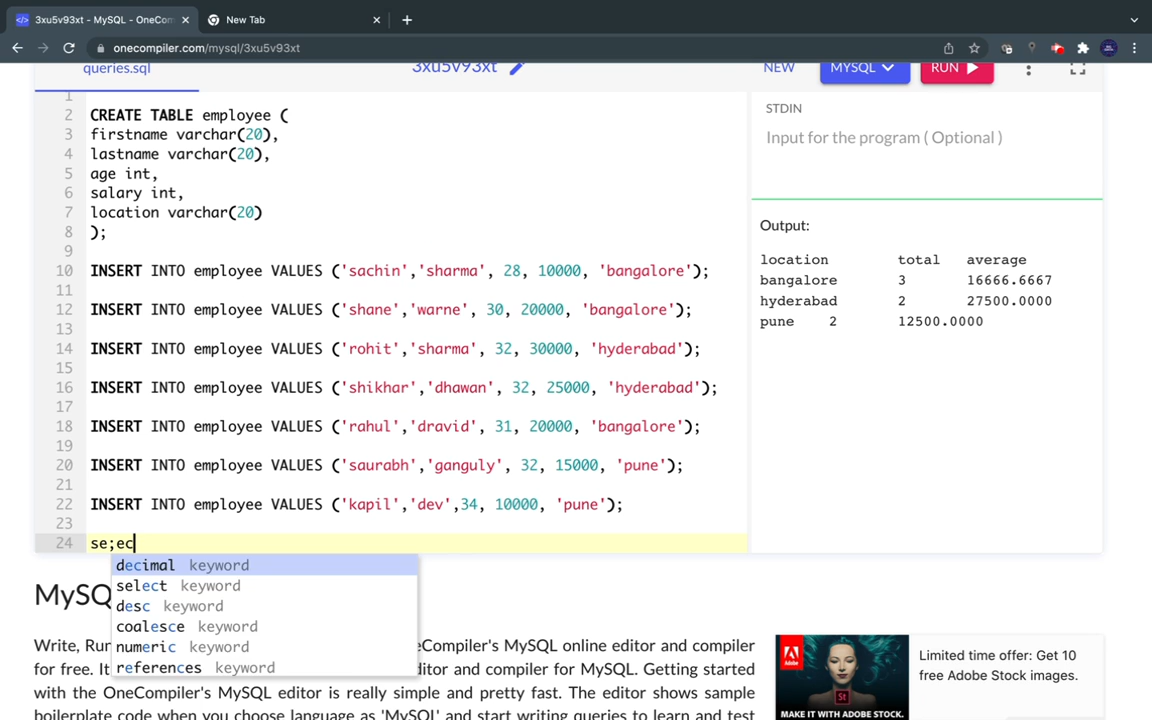 3xu5v93xt - MySQL - OneCom
New Tab
onecompiler.com/mysql/3xu5v93xt
queries.sql
3xu5v93xt
NEW
MYSQL
RUN
STDIN
Input for the program ( Optional )
1
2 CREATE TABLE employee (
3 firstname varchar(20),
4 lastname varchar(20),
5 age int,
6 salary int,
7 location varchar(20)
8 );
9
10 INSERT INTO employee VALUES ('sachin','sharma', 28, 10000, 'bangalore');
11
12 INSERT INTO employee VALUES ('shane','warne', 30, 20000, 'bangalore');
13
14 INSERT INTO employee VALUES ('rohit','sharma', 32, 30000, 'hyderabad');
15
16 INSERT INTO employee VALUES ('shikhar','dhawan', 32, 25000, 'hyderabad');
17
18 INSERT INTO employee VALUES ('rahul','dravid', 31, 20000, 'bangalore');
19
20 INSERT INTO employee VALUES ('saurabh','ganguly', 32, 15000, 'pune');
21
22 INSERT INTO employee VALUES ('kapil','dev',34, 10000, 'pune');
23
24 se;ec
decimal keyword
select keyword
desc keyword
coalesce keyword
numeric keyword
references keyword
Output:
location total average
bangalore 3 16666.6667
hyderabad 2 27500.0000
pune 2 12500.0000
MySQ
Write, Run
eCompiler's MySQL online editor and compiler
for free. It
ditor and compiler for MySQL. Getting started
with the OneCompiler's MySQL editor is really simple and pretty fast. The editor shows sample
boilerplate code when you choose language as 'MySQL' and start writing queries to learn and test
Adobe
St
MAKE IT WITH ADOBE STOCK.
Limited time offer: Get 10
free Adobe Stock images.